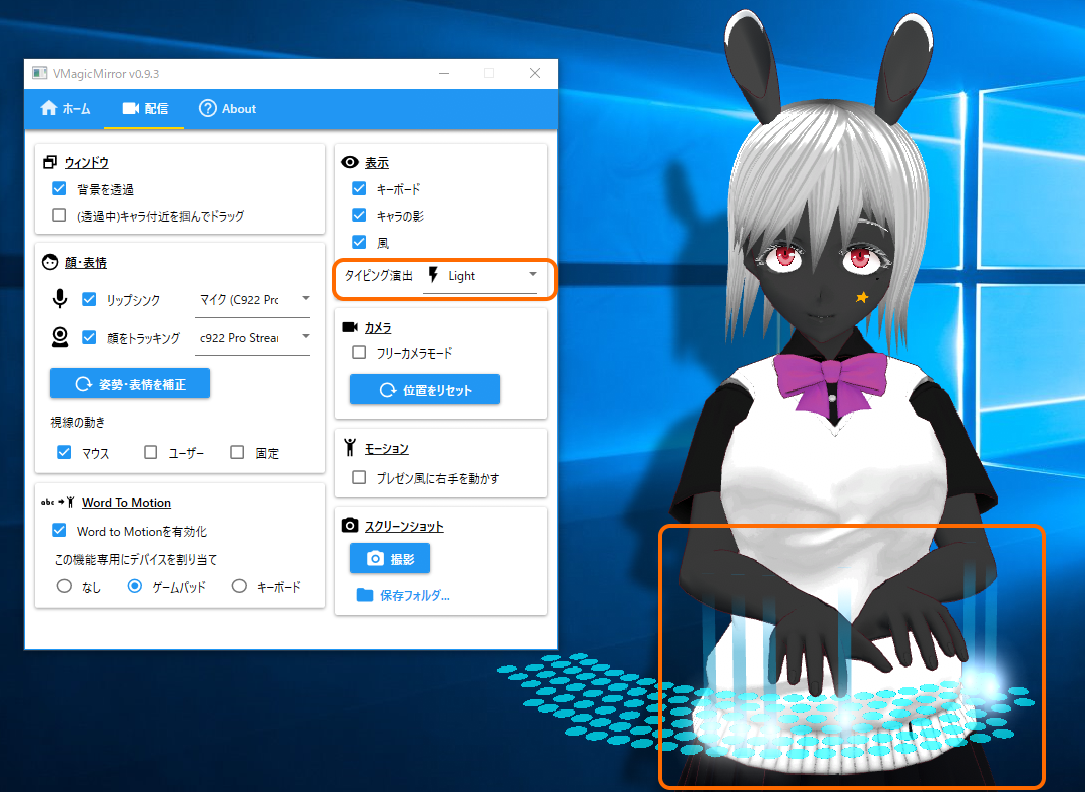 VMagicMirror v0.9.3
ホーム
配信
About
ウィンドウ
背景を透過
(透過中)キャラ付近を掴んでドラッグ
顔・表情
リップシンク
マイク (C922 Prc
顔をトラッキング
c922 Pro Strear
姿勢・表情を補正
視線の動き
マウス
ユーザー
固定
abc
Word To Motion
Word to Motionを有効化
この機能専用にデバイスを割り当て
なし
ゲームパッド
キーボード
表示
キーボード
キャラの影
風
タイピング演出
Light
カメラ
フリーカメラモード
位置をリセット
モーション
プレゼン風に右手を動かす
スクリーンショット
撮影
保存フォルダ...